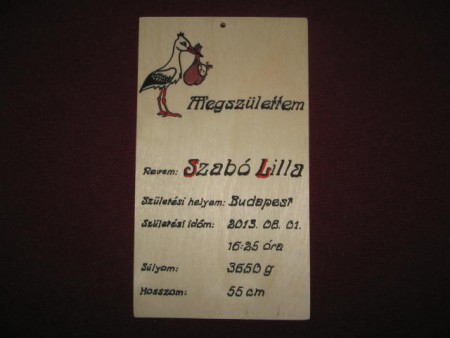 Megszülettem
Nevem: Szabó Lilla
Születési helyem: Budapest
Születési időm: 2013. 08. 01.
16:25 óra
Súlyom: 3650 g
Hosszom: 55 cm